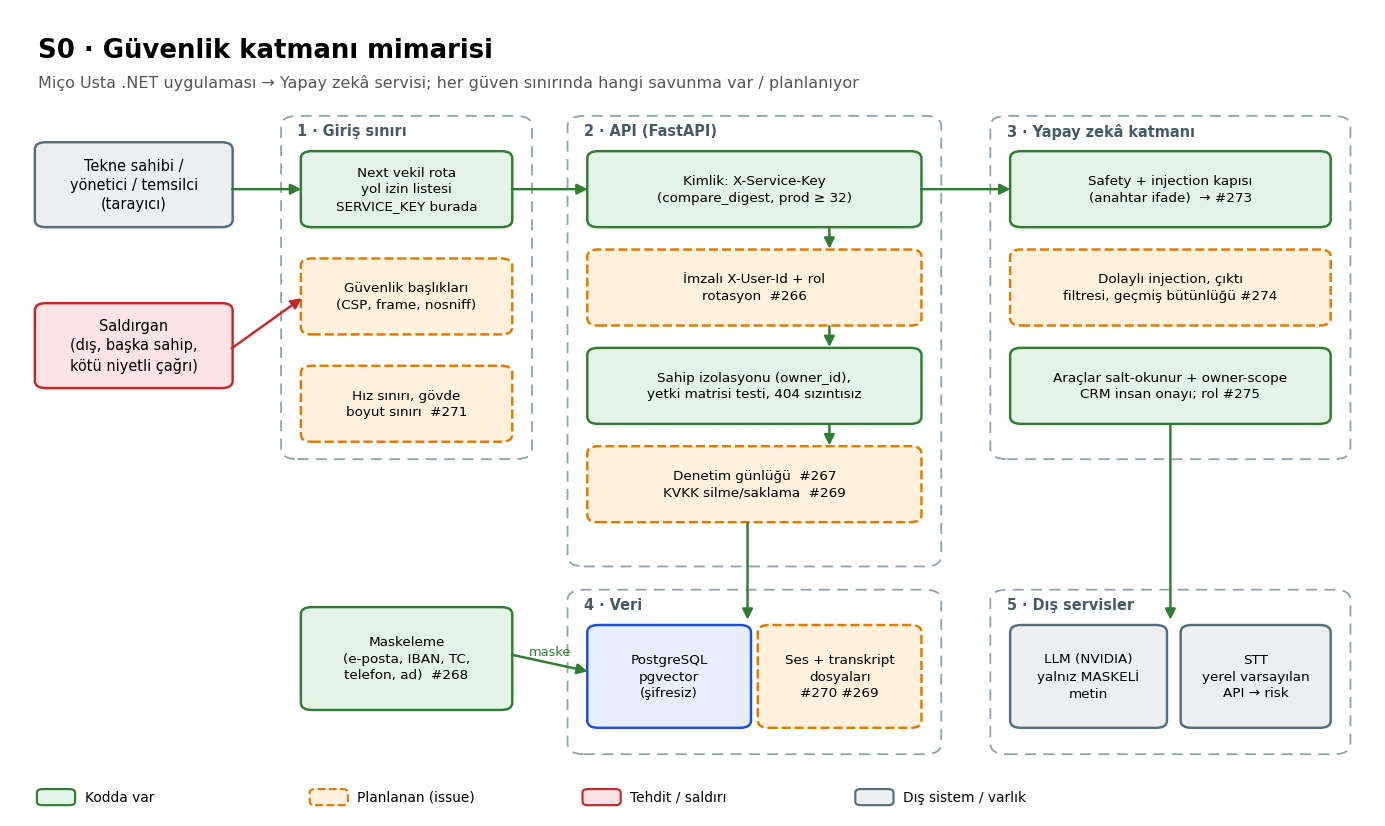 S0 · Güvenlik katmanı mimarisi
Miço Usta .NET uygulaması → Yapay zekâ servisi; her güven sınırında hangi savunma var / planlanıyor
Tekne sahibi /
yönetici / temsilci
(tarayıcı)
Saldırgan
(dış, başka sahip,
kötü niyetli çağrı)
1 · Giriş sınırı
Next vekil rota
yol izin listesi
SERVICE_KEY burada
Güvenlik başlıkları
(CSP, frame, nosniff)
Hız sınırı, gövde
boyut sınırı  #271
2 · API (FastAPI)
Kimlik: X-Service-Key
(compare_digest, prod ≥ 32)
İmzalı X-User-Id + rol
rotasyon  #266
Sahip izolasyonu (owner_id),
yetki matrisi testi, 404 sızıntısız
Denetim günlüğü  #267
KVKK silme/saklama  #269
3 · Yapay zekâ katmanı
Safety + injection kapısı
(anahtar ifade)  → #273
Dolaylı injection, çıktı
filtresi, geçmiş bütünlüğü #274
Araçlar salt-okunur + owner-scope
CRM insan onayı; rol #275
Maskeleme
(e-posta, IBAN, TC,
telefon, ad)  #268
maske
4 · Veri
PostgreSQL
pgvector
(şifresiz)
Ses + transkript
dosyaları
#270 #269
5 · Dış servisler
LLM (NVIDIA)
yalnız MASKELİ
metin
STT
yerel varsayılan
API → risk
Kodda var
Planlanan (issue)
Tehdit / saldırı
Dış sistem / varlık